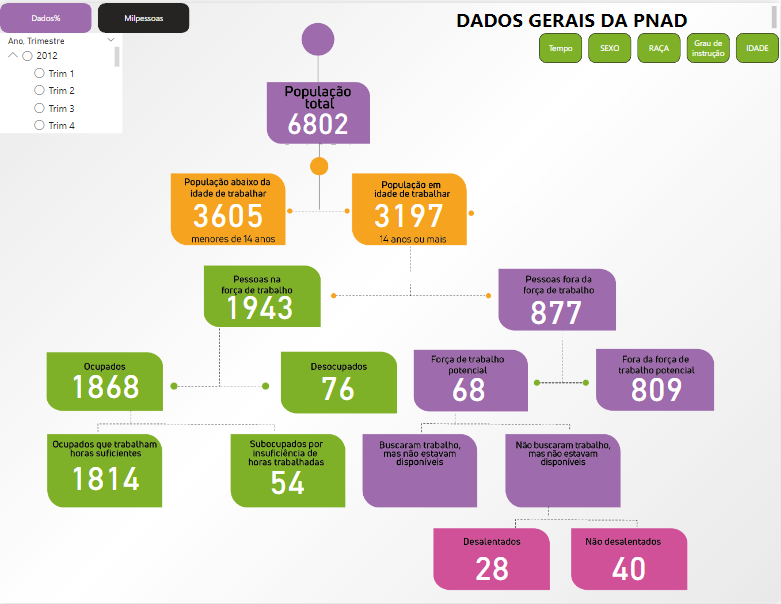 Dados%
Milpessoas
DADOS GERAIS DA PNAD
Ano, Trimestre
2012
Trim 1
Trim 2
Trim 3
Trim 4
Tempo
SEXO
RAÇA
Grau de
instrução
IDADE
População
total
6802
População abaixo da
idade de trabalhar
3605
menores de 14 anos
População em
idade de trabalhar
3197
14 anos ou mais
Pessoas na
força de trabalho
1943
Pessoas fora da
força de trabalho
877
Ocupados
1868
Desocupados
76
Força de trabalho
potencial
68
Fora da força de
trabalho potencial
809
Ocupados que trabalham
horas suficientes
1814
Subocupados por
insuficiência de
horas trabalhadas
54
Buscaram trabalho,
mas não estavam
disponíveis
Não buscaram trabalho,
mas não estavam
disponíveis
Desalentados
28
Não desalentados
40